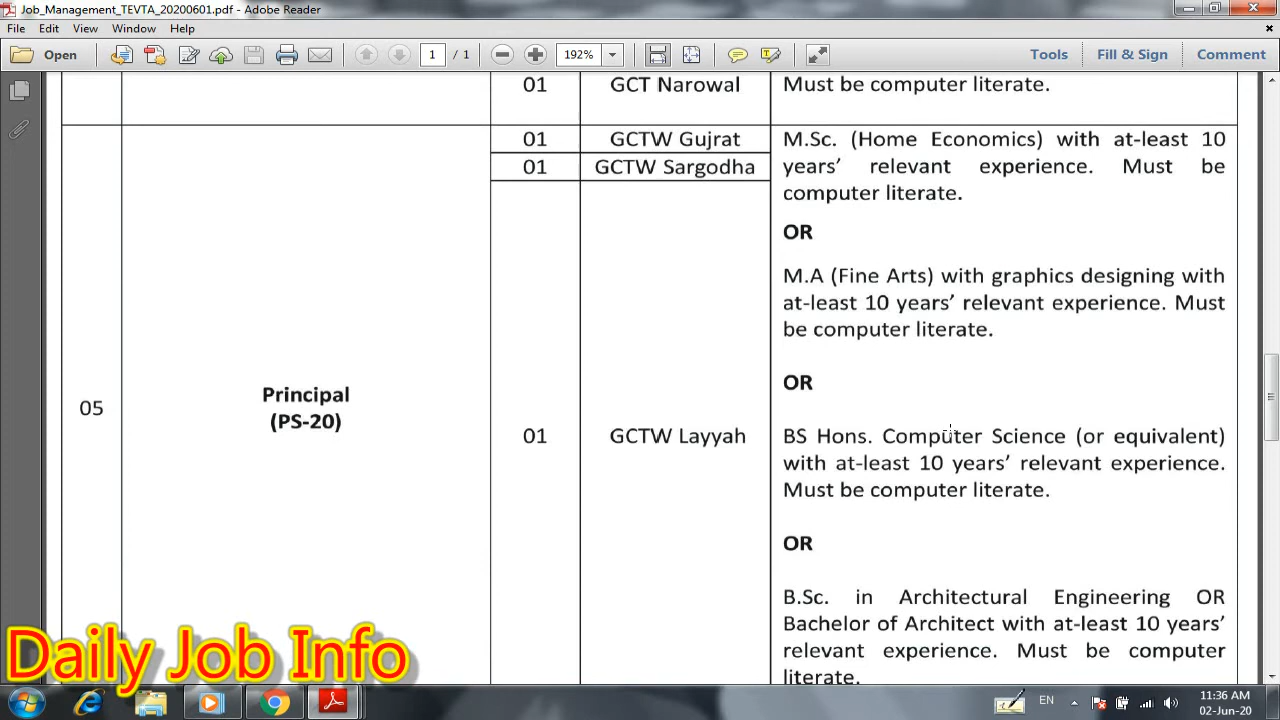 Job_Management_TEVTA_20200601.pdf - Adobe Reader
File Edit View Window Help
Open 1 / 1 192% Tools Fill & Sign Comment
01 GCT Narowal Must be computer literate.
01 GCTW Gujrat
01 GCTW Sargodha
M.Sc. (Home Economics) with at-least 10
years’ relevant experience. Must be
computer literate.
OR
M.A (Fine Arts) with graphics designing with
at-least 10 years’ relevant experience. Must
be computer literate.
OR
05
Principal
(PS-20)
01 GCTW Layyah
BS Hons. Computer Science (or equivalent)
with at-least 10 years’ relevant experience.
Must be computer literate.
OR
B.Sc. in Architectural Engineering OR
Bachelor of Architect with at-least 10 years’
relevant experience. Must be computer
literate.
Daily Job Info
EN
11:36 AM
02-Jun-20